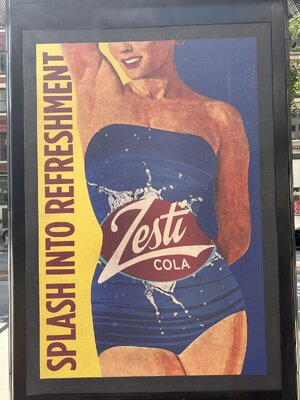 SPLASH INTO REFRESHMENT
Zesti
COLA